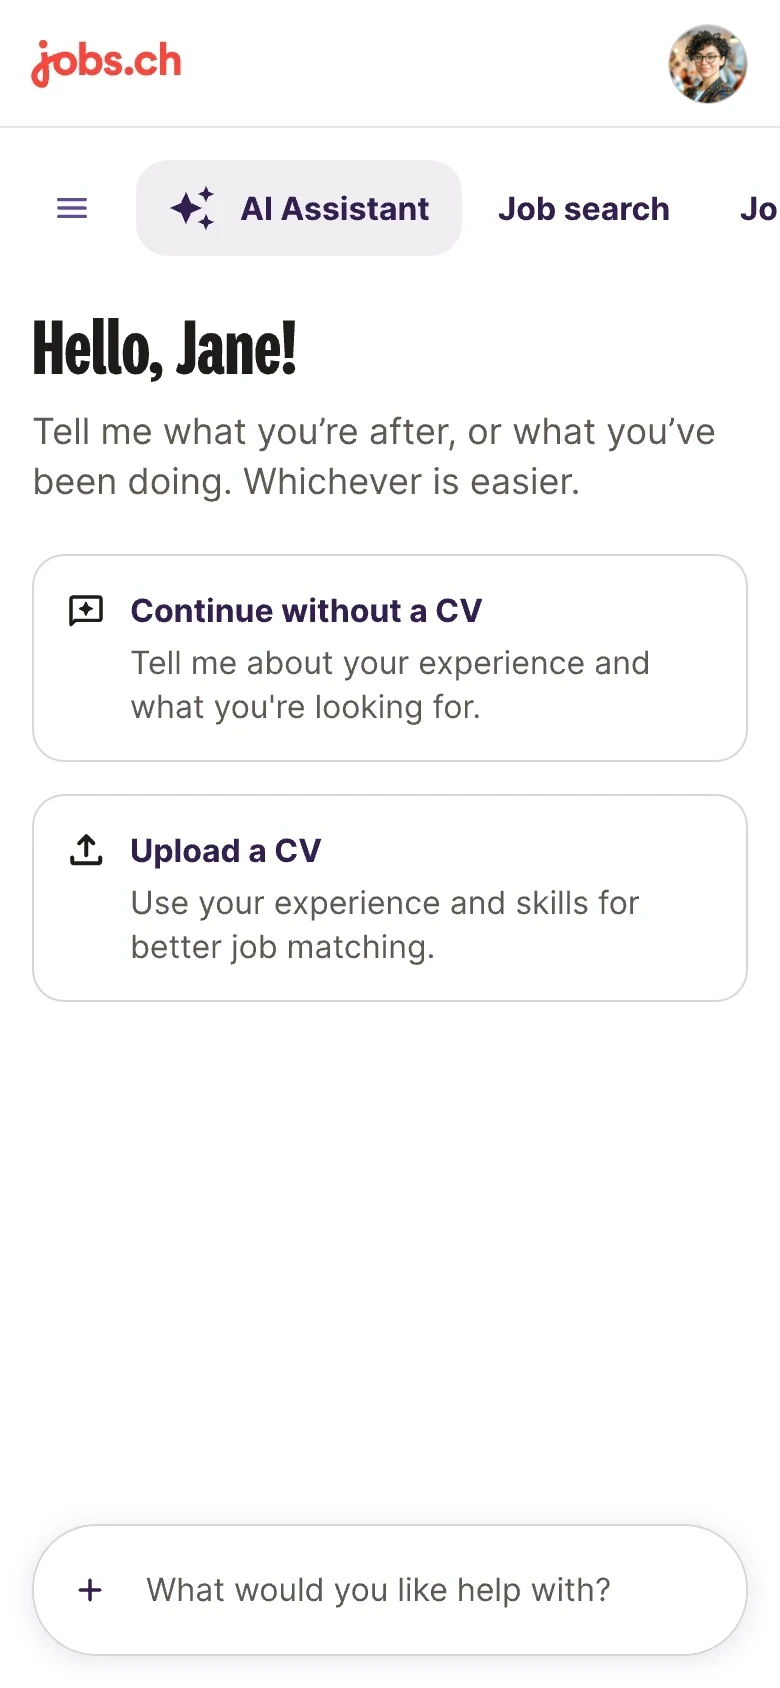 jobs.ch
AI Assistant
Job search
Jo
Hello, Jane!
Tell me what you’re after, or what you’ve
been doing. Whichever is easier.
Continue without a CV
Tell me about your experience and
what you're looking for.
Upload a CV
Use your experience and skills for
better job matching.
What would you like help with?